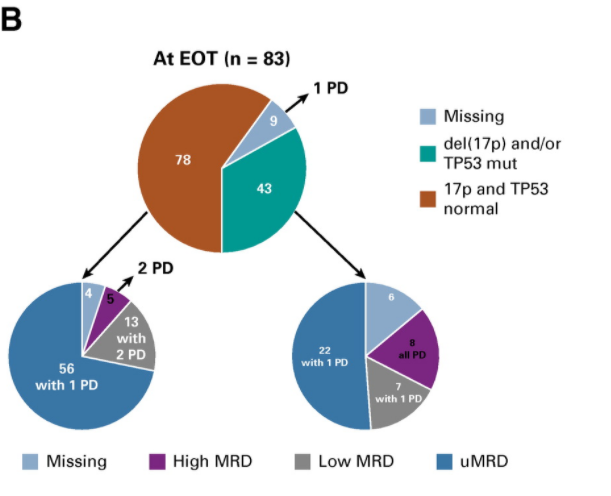 B
At EOT (n = 83)
1 PD
9
78
43
Missing
del(17p) and/or
TP53 mut
17p and TP53
normal
2 PD
4
5
13
with
2 PD
56
with 1 PD
6
8
all PD
22
with 1 PD
7
with 1 PD
Missing
High MRD
Low MRD
uMRD